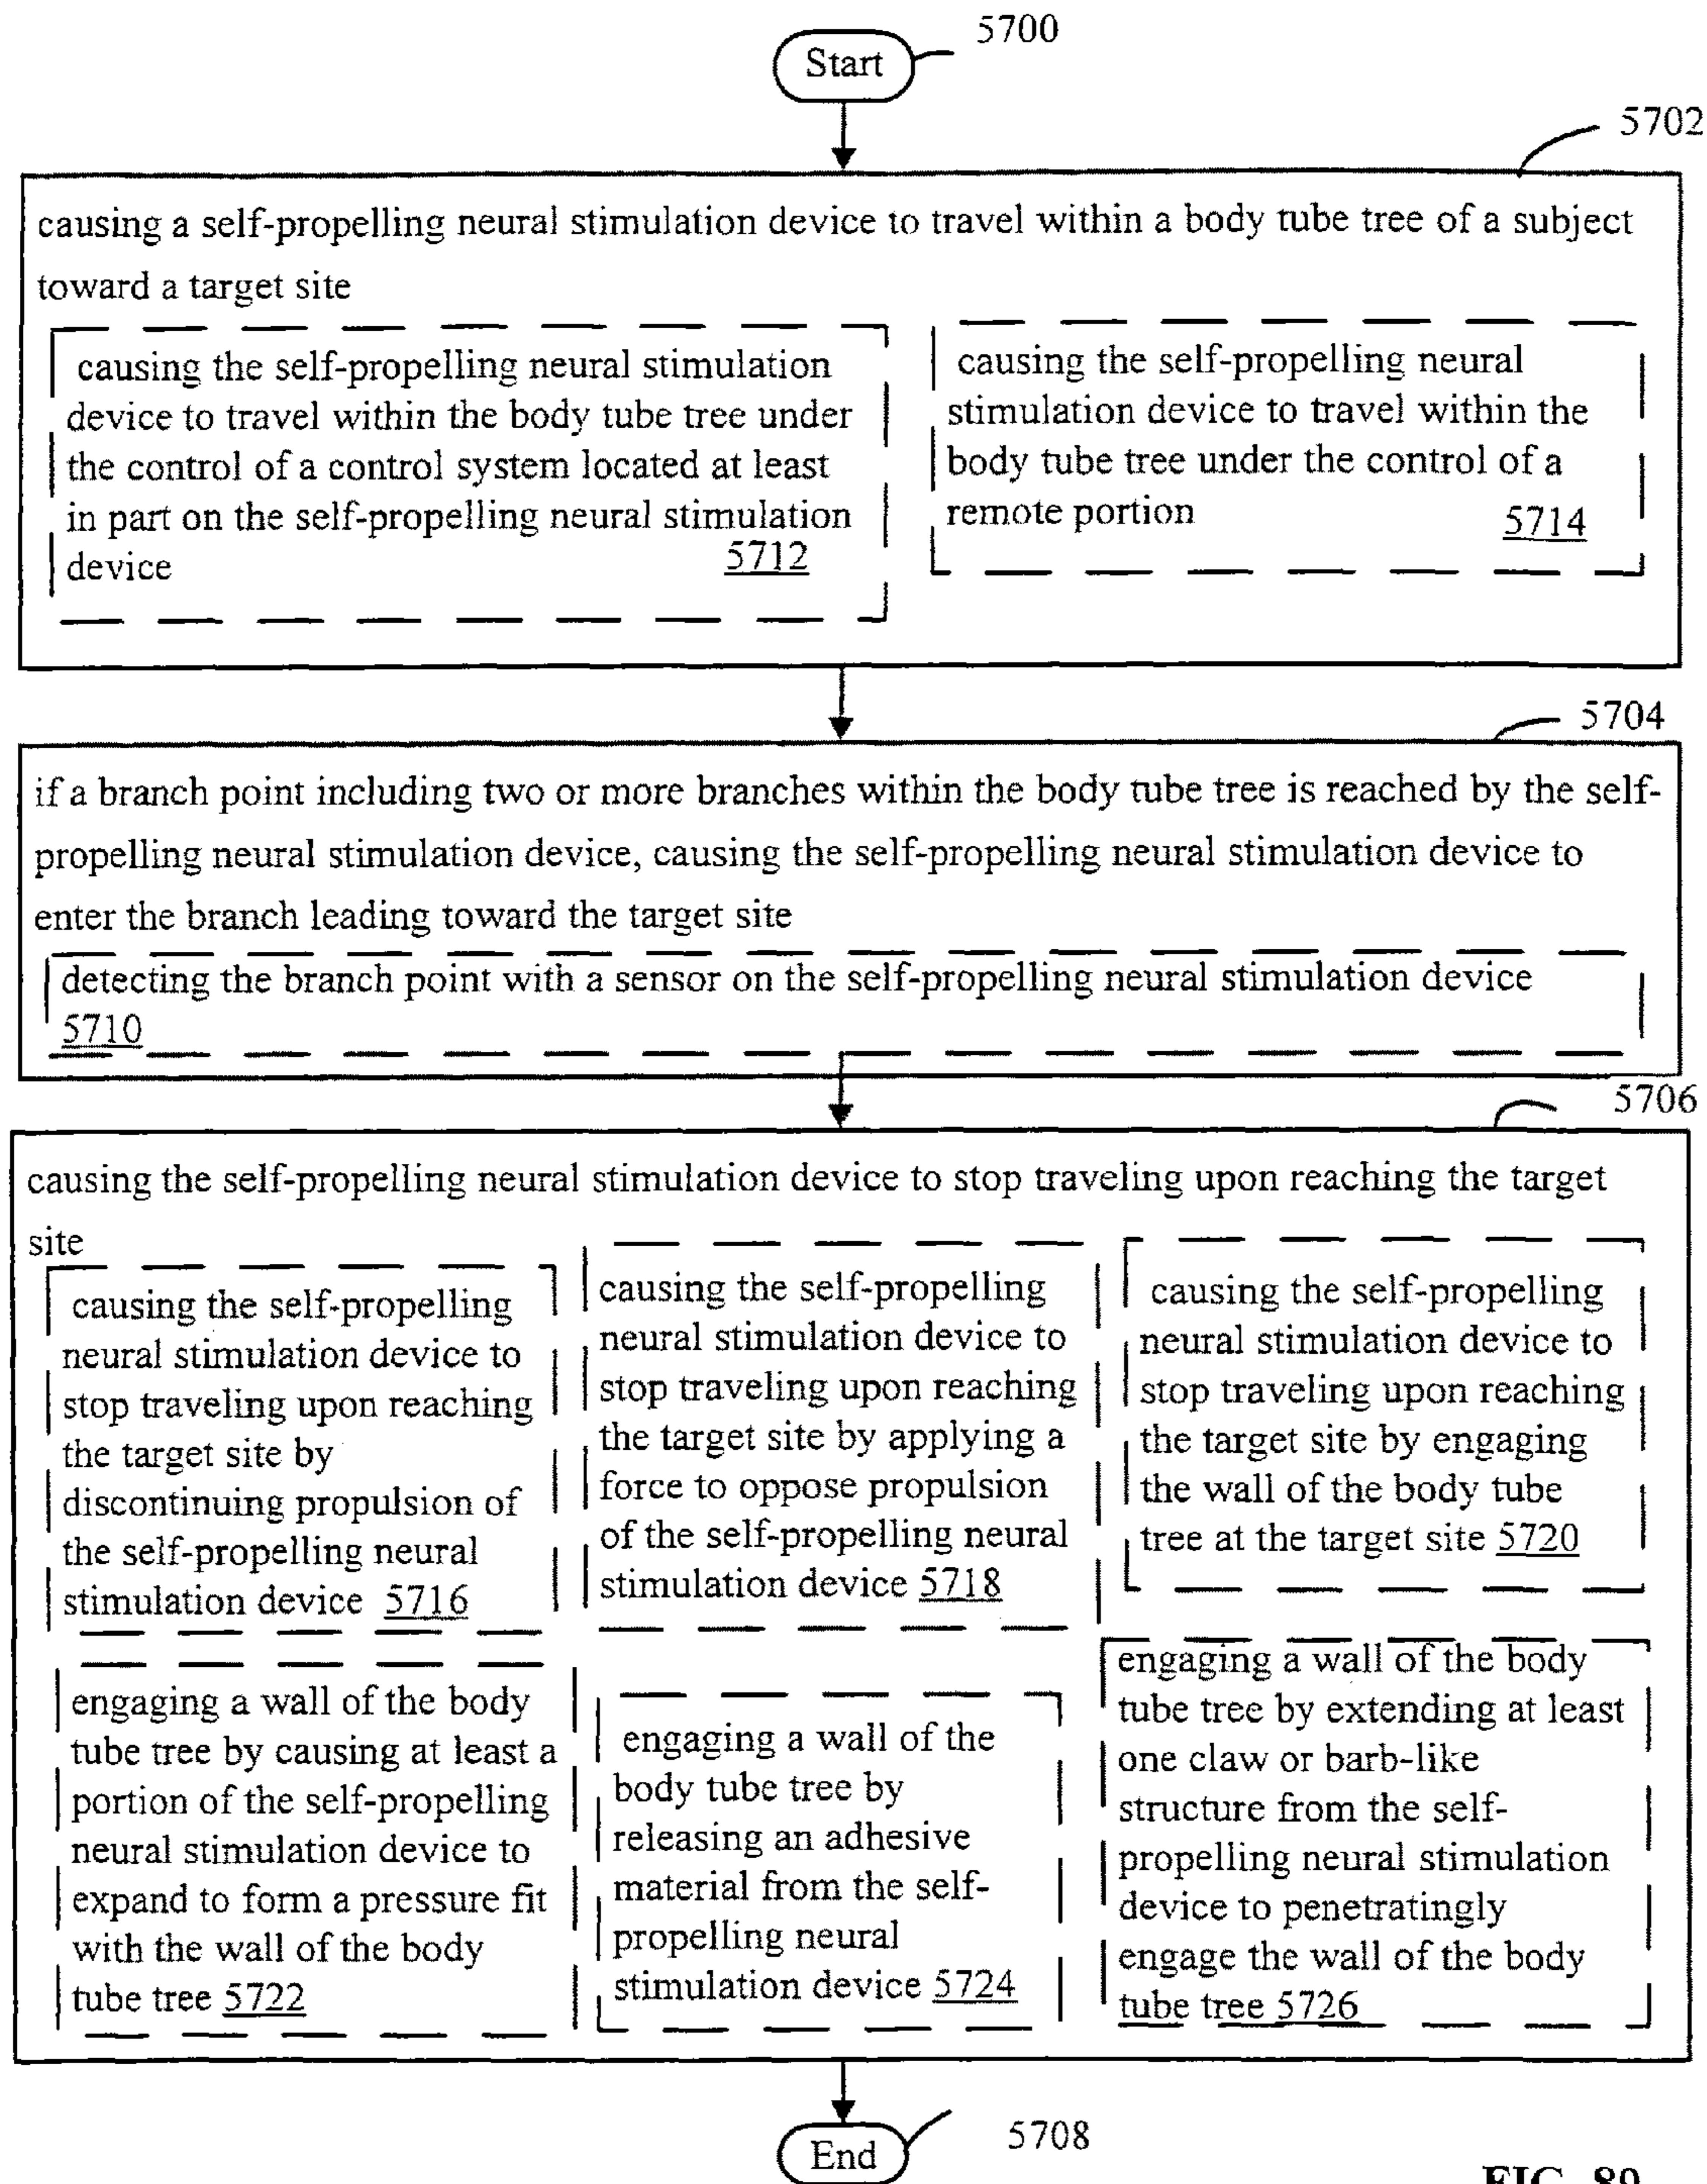 5700
Start
5702
causing a self-propelling neural stimulation device to travel within a body tube tree of a subject
toward a target site
causing the self-propelling neural stimulation
device to travel within the body tube tree under
the control of a control system located at least
in part on the self-propelling neural stimulation
device
5712
causing the self-propelling neural
stimulation device to travel within the
body tube tree under the control of a
remote portion
5714
5704
if a branch point including two or more branches within the body tube tree is reached by the self-
propelling neural stimulation device, causing the self-propelling neural stimulation device to
enter the branch leading toward the target site
detecting the branch point with a sensor on the self-propelling neural stimulation device
5710
5706
causing the self-propelling neural stimulation device to stop traveling upon reaching the target
site
causing the self-propelling
neural stimulation device to
stop traveling upon reaching
the target site by
discontinuing propulsion of
the self-propelling neural
stimulation device 5716
causing the self-propelling
neural stimulation device to
stop traveling upon reaching
the target site by applying a
force to oppose propulsion
of the self-propelling neural
stimulation device 5718
causing the self-propelling
neural stimulation device to
stop traveling upon reaching
the target site by engaging
the wall of the body tube
tree at the target site 5720
engaging a wall of the body
tube tree by causing at least a
portion of the self-propelling
neural stimulation device to
expand to form a pressure fit
with the wall of the body
tube tree 5722
engaging a wall of the
body tube tree by
releasing an adhesive
material from the self-
propelling neural
stimulation device 5724
engaging a wall of the body
tube tree by extending at least
one claw or barb-like
structure from the self-
propelling neural stimulation
device to penetratingly
engage the wall of the body
tube tree 5726
End
5708
FIG. 89